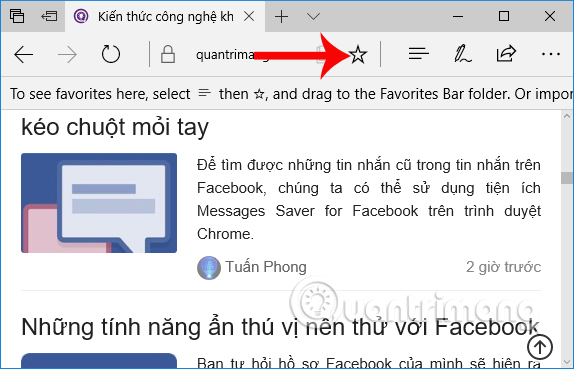 Kiến thức công nghệ kh
quantrimang
To see favorites here, select then , and drag to the Favorites Bar folder. Or impor
kéo chuột mỏi tay
Để tìm được những tin nhắn cũ trong tin nhắn trên
Facebook, chúng ta có thể sử dụng tiện ích
Messages Saver for Facebook trên trình duyệt
Chrome.
Tuấn Phong 2 giờ trước
Quantrimang
Những tính năng ẩn thú vị nên thử với Facebook
Bạn tự hỏi hồ sơ Facebook của mình sẽ hiện ra